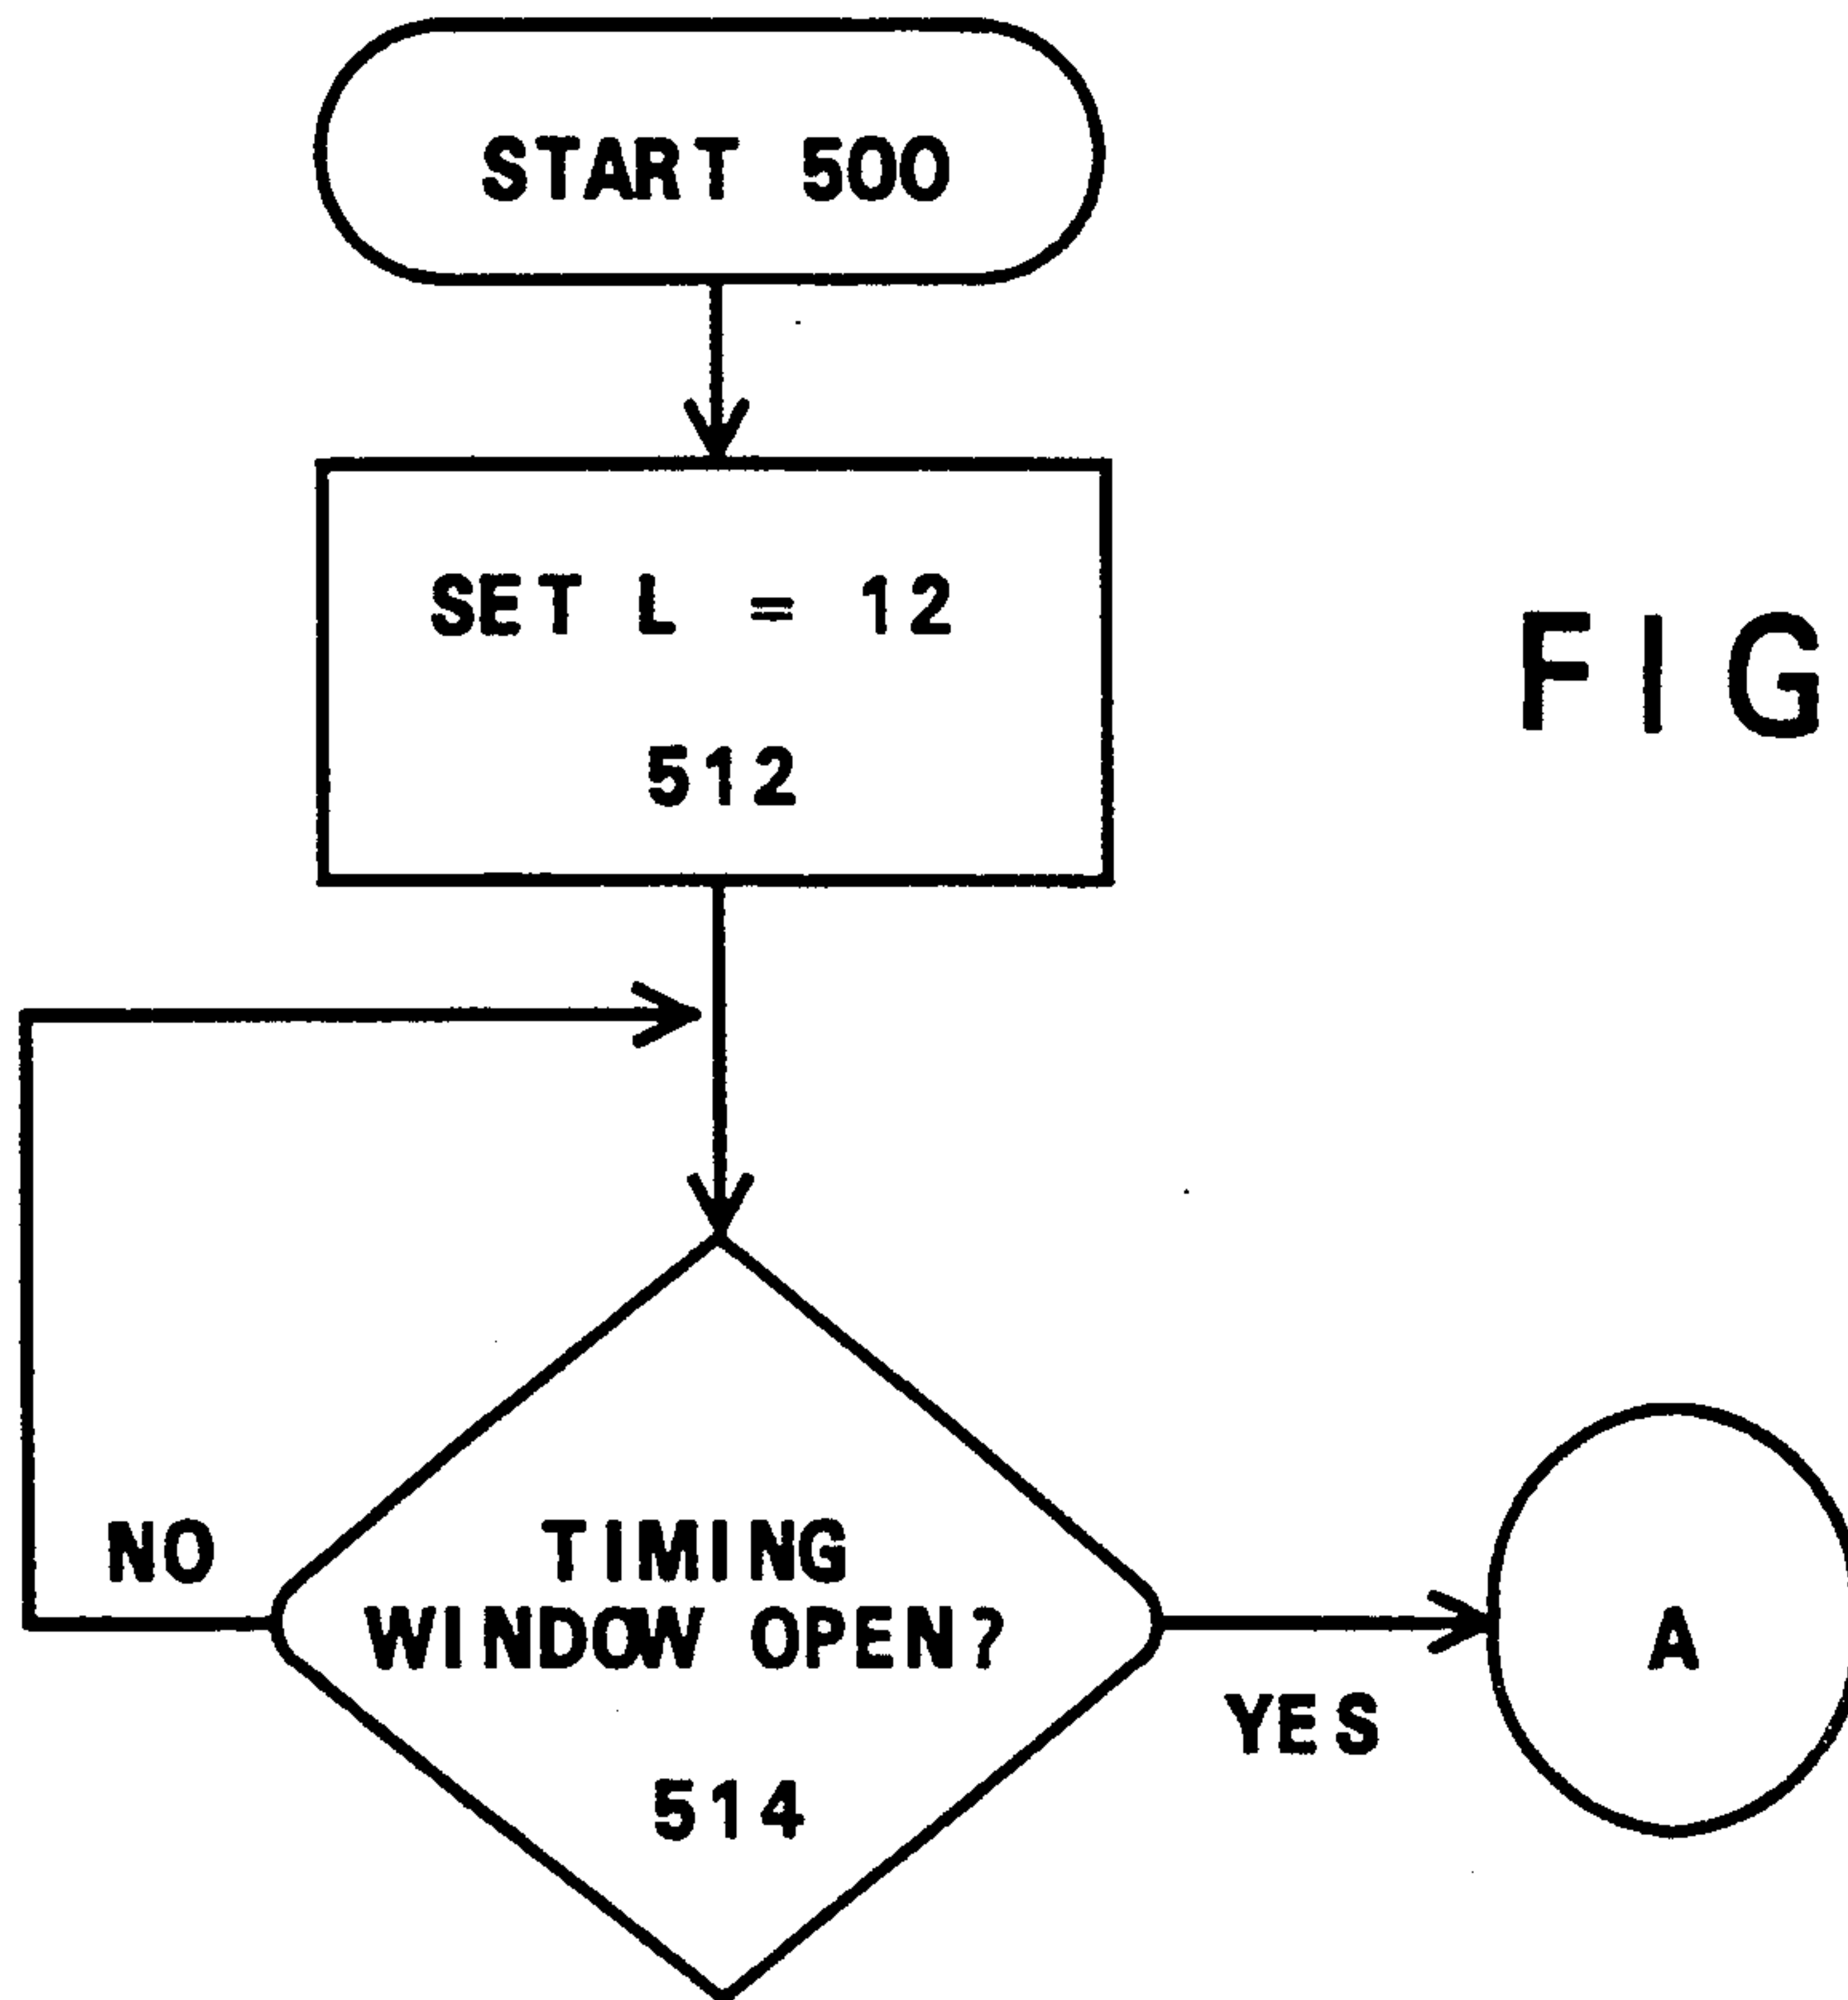 START 500
SET L = 12
512
FIG
NO
TIMING
WINDOW OPEN?
514
YES
A